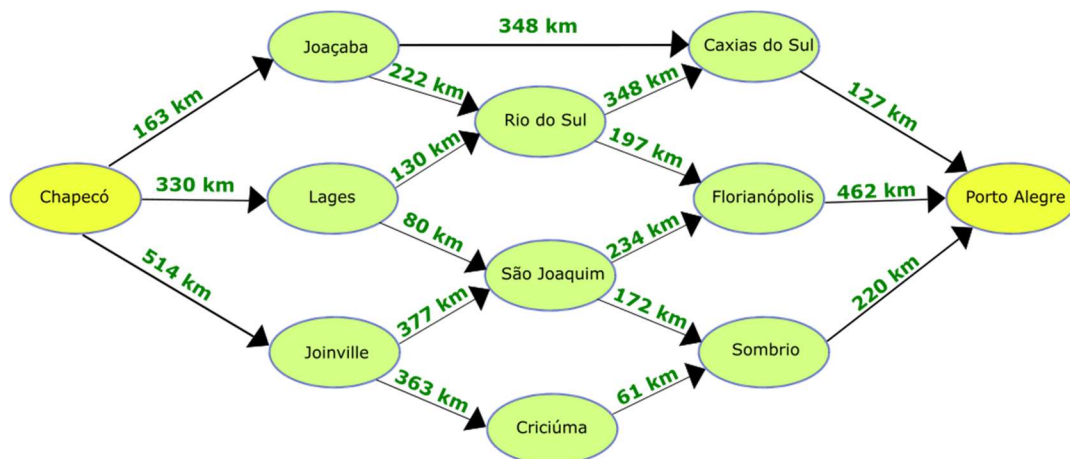 348 km
Joaçaba
Caxias do Sul
222 km
348 km
163 km
Rio do Sul
127 km
130 km
197 km
Chapecó
330 km
Lages
Florianópolis
462 km
Porto Alegre
80 km
234 km
514 km
São Joaquim
377 km
172 km
220 km
Joinville
Sombrio
363 km
61 km
Criciúma